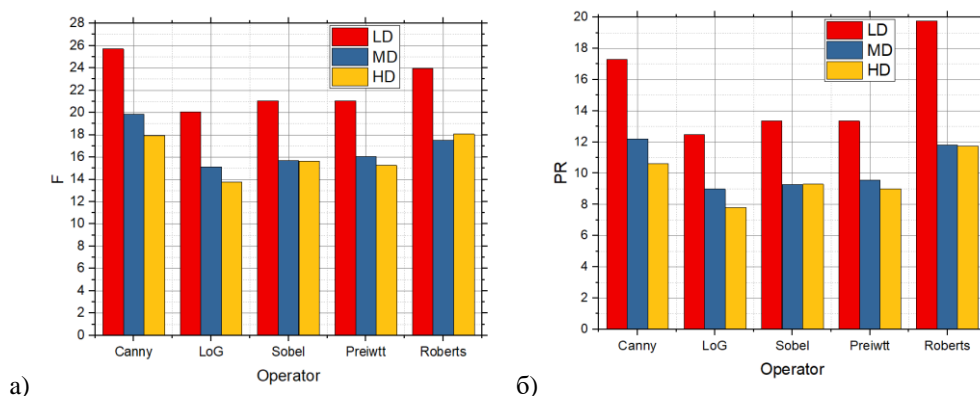 28
26
24
22
20
18
16
14
12
10
8
6
4
2
0
F
LD
MD
HD
Canny LoG Sobel Preiwtt Roberts
Operator
а)
20
18
16
14
12
10
8
6
4
2
0
PR
LD
MD
HD
Canny LoG Sobel Preiwtt Roberts
Operator
б)